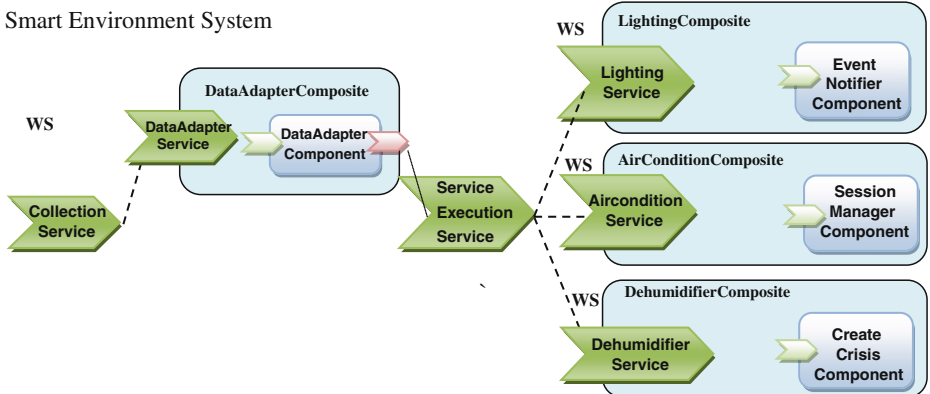 Smart Environment System
WS
Collection
Service
DataAdapterComposite
DataAdapter
Service
DataAdapter
Component
Service
Execution
Service
WS
LightingComposite
Lighting
Service
Event
Notifier
Component
WS
AirConditionComposite
Aircondition
Service
Session
Manager
Component
WS
DehumidifierComposite
Dehumidifier
Service
Create
Crisis
Component
`